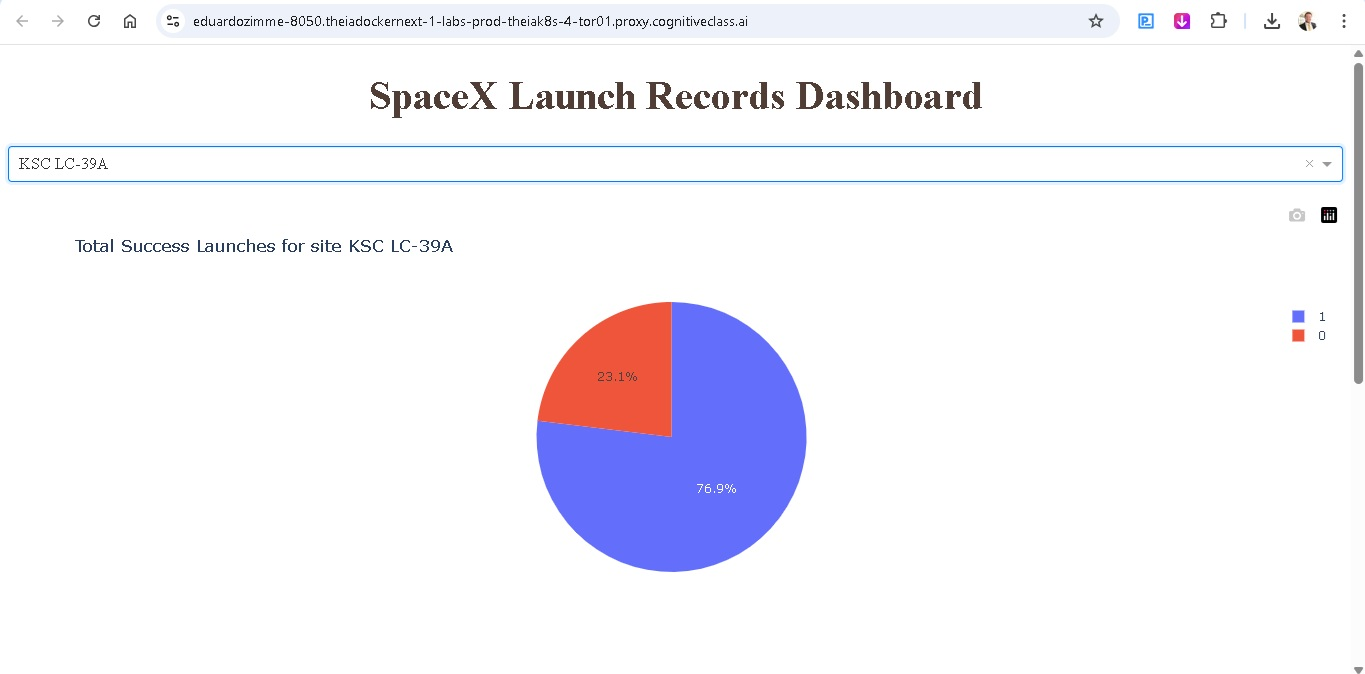 eduardozimme-8050.theiadockernext-1-labs-prod-theiak8s-4-tor01.proxy.cognitiveclass.ai
SpaceX Launch Records Dashboard
KSC LC-39A
Total Success Launches for site KSC LC-39A
1
0
23.1%
76.9%